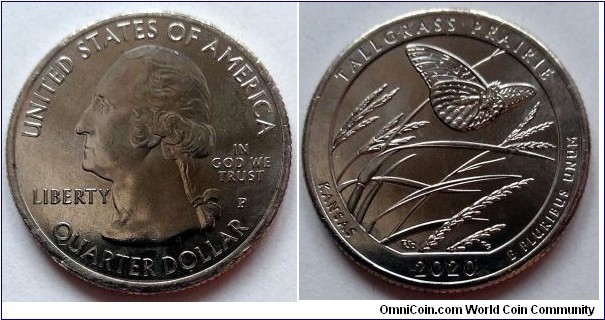 UNITED STATES OF AMERICA
IN
GOD WE
TRUST
LIBERTY
P
QUARTER DOLLAR
TALLGRASS PRAIRIE
KANSAS
E PLURIBUS UNUM
2020
OmniCoin.com World Coin Community